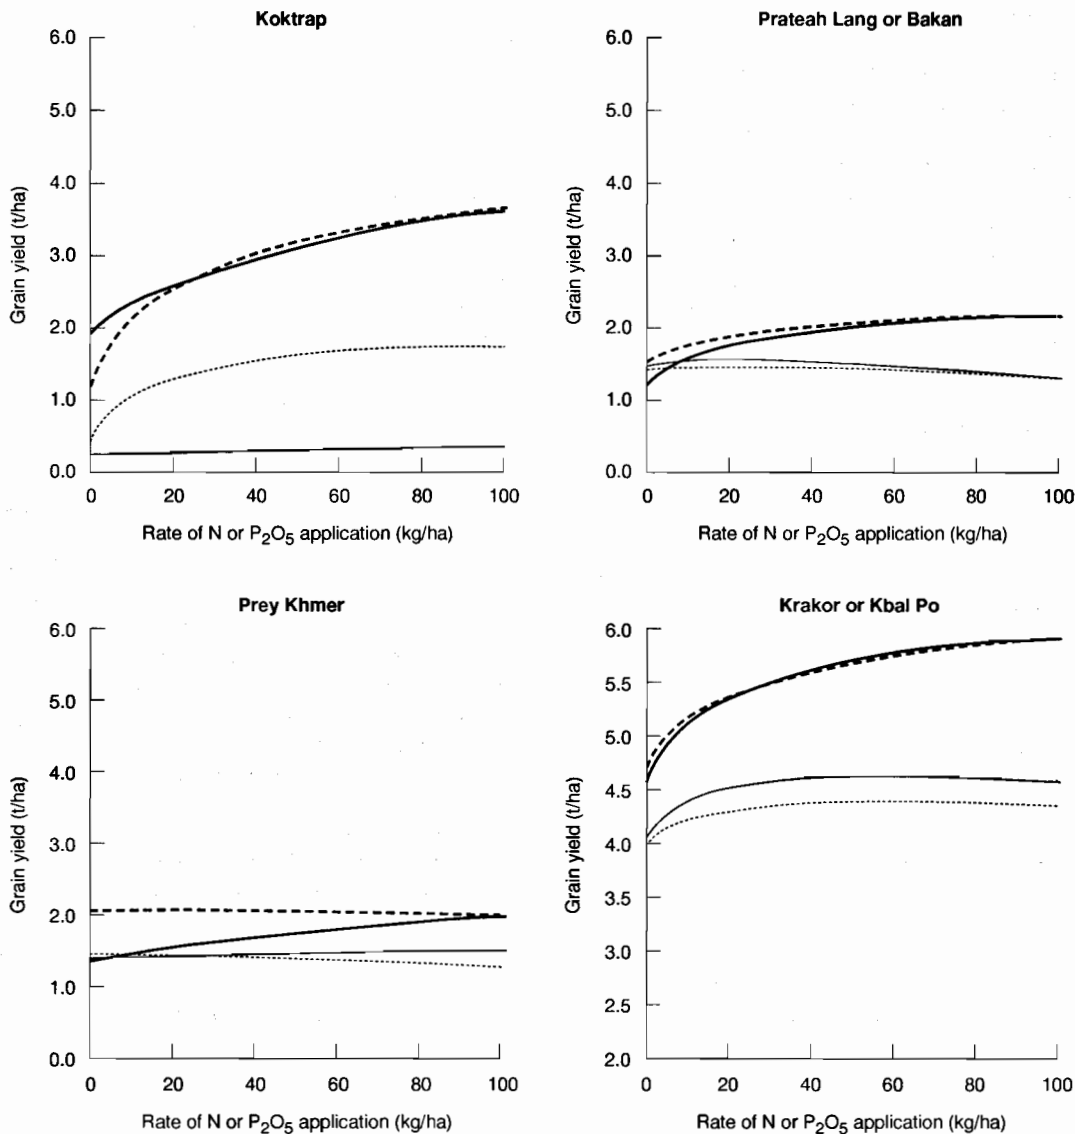 Koktrap
6.0
5.0
4.0
3.0
2.0
1.0
0.0
Grain yield (t/ha)
0 20 40 60 80 100
Rate of N or P₂O₅ application (kg/ha)
Prateah Lang or Bakan
6.0
5.0
4.0
3.0
2.0
1.0
0.0
Grain yield (t/ha)
0 20 40 60 80 100
Rate of N or P₂O₅ application (kg/ha)
Prey Khmer
6.0
5.0
4.0
3.0
2.0
1.0
0.0
Grain yield (t/ha)
0 20 40 60 80 100
Rate of N or P₂O₅ application (kg/ha)
Krakor or Kbal Po
6.0
5.5
5.0
4.5
4.0
3.5
3.0
2.5
2.0
Grain yield (t/ha)
0 20 40 60 80 100
Rate of N or P₂O₅ application (kg/ha)